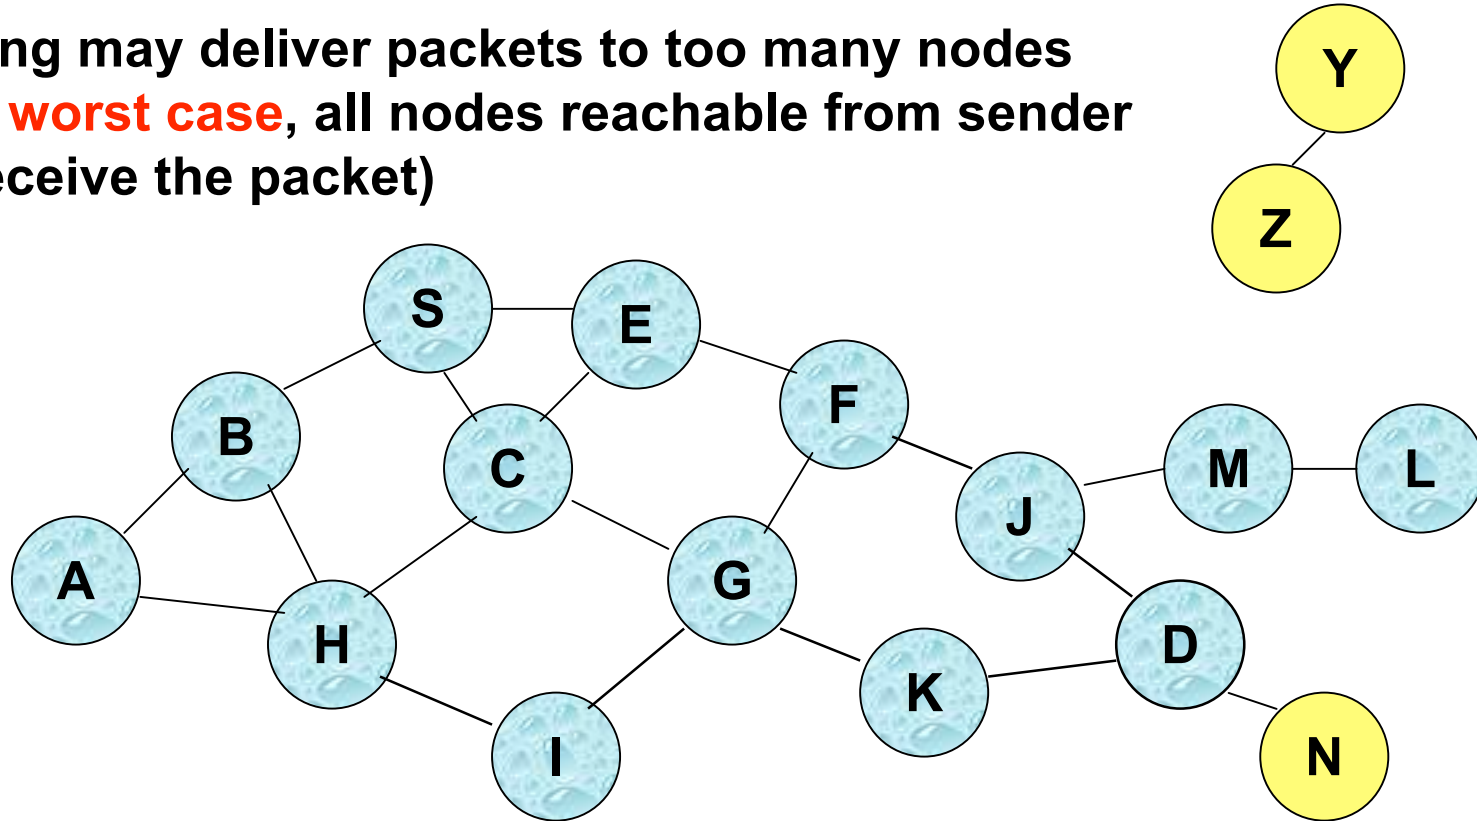 ng may deliver packets to too many nodes
worst case, all nodes reachable from sender
eceive the packet)
Y
Z
S
E
F
B
C
M
L
J
A
G
H
D
K
I
N